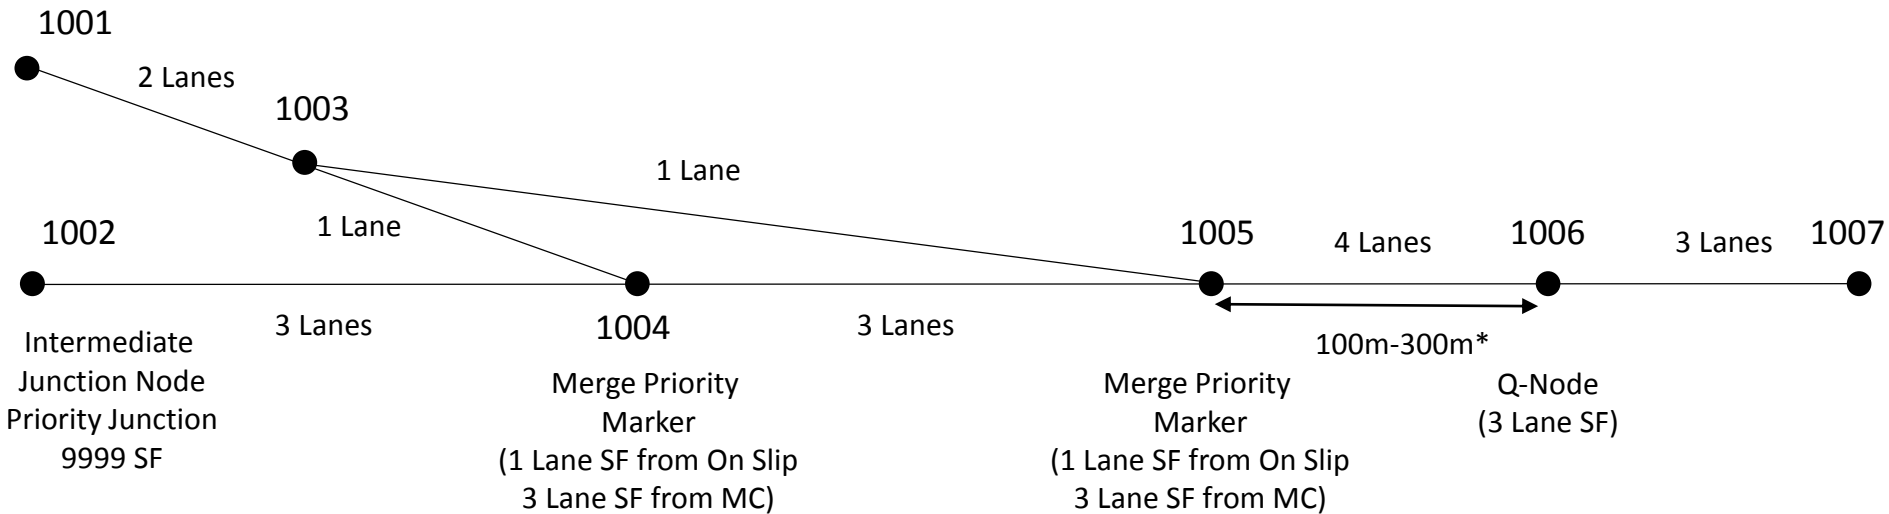 1001
2 Lanes
1003
1 Lane
1 Lane
1002
1005
4 Lanes
1006
3 Lanes
1007
3 Lanes
1004
3 Lanes
100m-300m*
Intermediate
Junction Node
Priority Junction
9999 SF
Merge Priority
Marker
(1 Lane SF from On Slip
3 Lane SF from MC)
Merge Priority
Marker
(1 Lane SF from On Slip
3 Lane SF from MC)
Q-Node
(3 Lane SF)